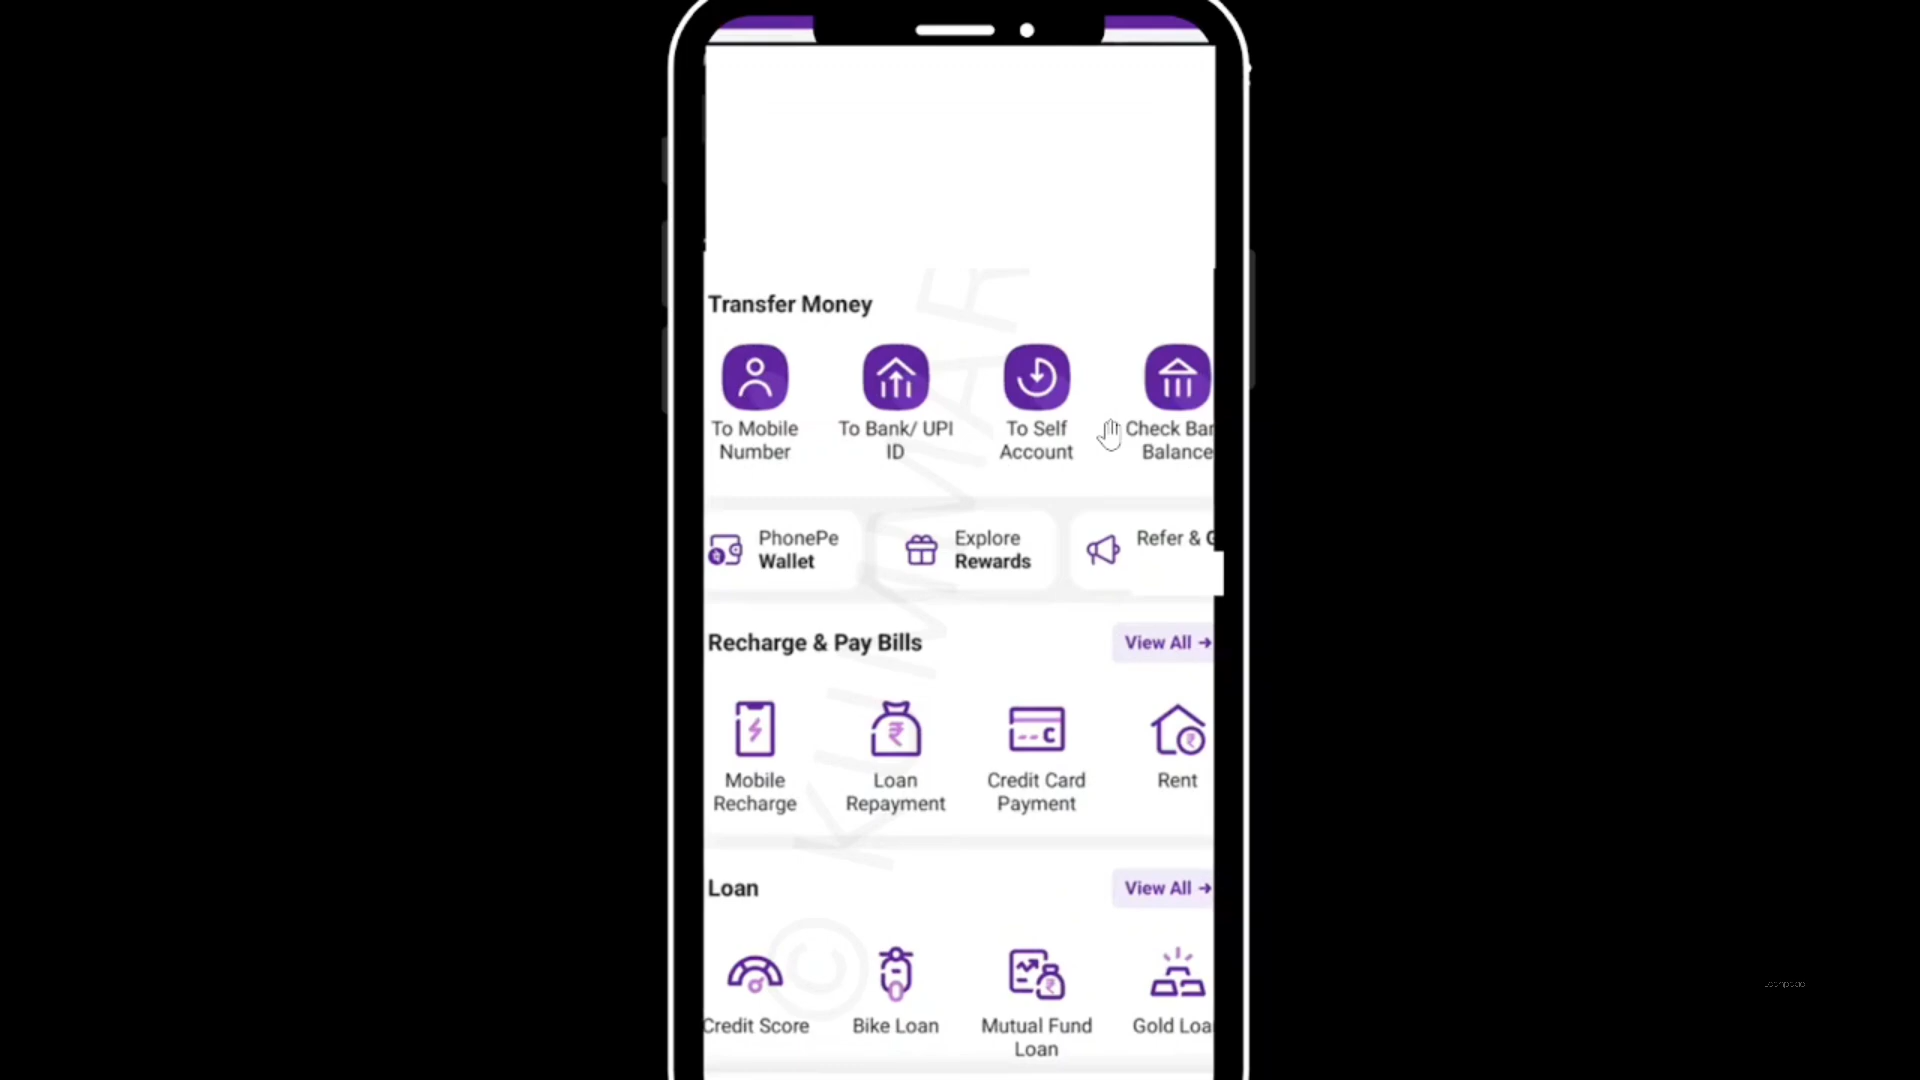 Transfer Money
To Mobile
Number
To Bank/ UPI
ID
To Self
Account
Check Ban
Balance
PhonePe
Wallet
Explore
Rewards
Refer & G
Recharge & Pay Bills
View All →
Mobile
Recharge
Loan
Repayment
Credit Card
Payment
Rent
Loan
View All →
Credit Score
Bike Loan
Mutual Fund
Loan
Gold Loa
© KUMMAR